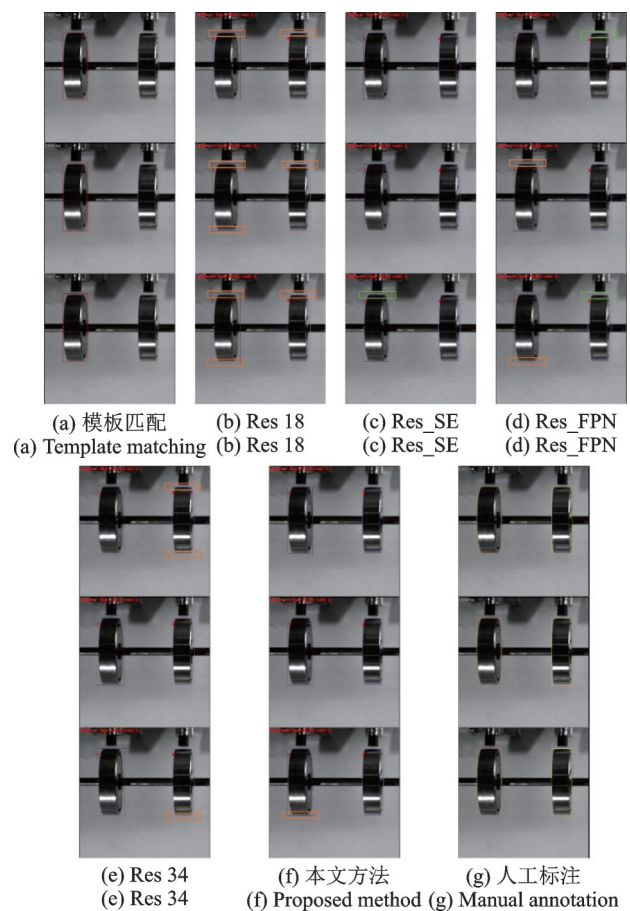 (a) 模板匹配 (b) Res 18 (c) Res_SE (d) Res_FPN
(a) Template matching (b) Res 18 (c) Res_SE (d) Res_FPN
(e) Res 34 (f) 本文方法 (g) 人工标注
(e) Res 34 (f) Proposed method (g) Manual annotation